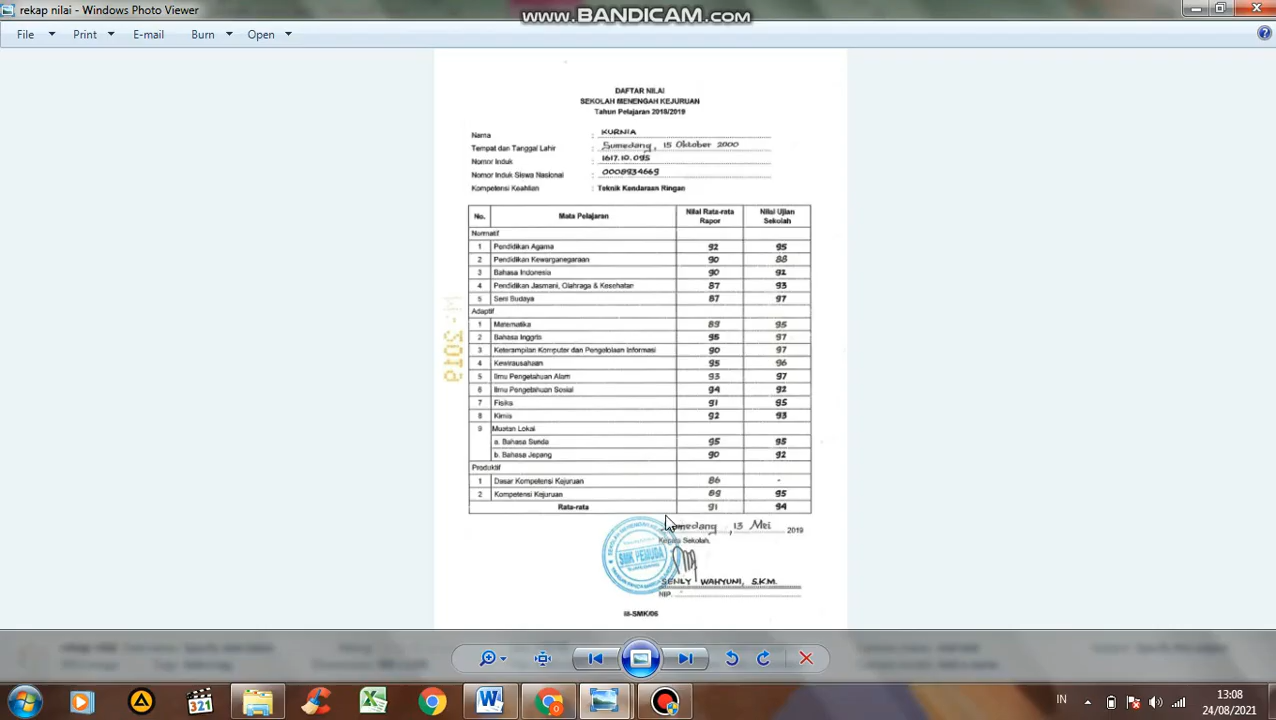 rekap nilai - Windows Photo Viewer
WWW.BANDICAM.COM
File Print E-mail Burn Open
DAFTAR NILAI
SEKOLAH MENENGAH KEJURUAN
Tahun Pelajaran 2018/2019
Nama : KURNIA
Tempat dan Tanggal Lahir : Sumedang, 15 Oktober 2000
Nomor Induk : 1617.10.095
Nomor Induk Siswa Nasional : 0008934669
Kompetensi Keahlian : Teknik Kendaraan Ringan
No. Mata Pelajaran Nilai Rata-rata Rapor Nilai Ujian Sekolah
Normatif
1 Pendidikan Agama 92 95
2 Pendidikan Kewarganegaraan 90 88
3 Bahasa Indonesia 90 92
4 Pendidikan Jasmani, Olahraga & Kesehatan 87 93
5 Seni Budaya 87 97
Adaptif
1 Matematika 89 95
2 Bahasa Inggris 95 97
3 Keterampilan Komputer dan Pengelolaan Informasi 90 97
4 Kewirausahaan 95 96
5 Ilmu Pengetahuan Alam 93 97
6 Ilmu Pengetahuan Sosial 94 92
7 Fisika 91 95
8 Kimia 92 93
9 Muatan Lokal
a. Bahasa Sunda 95 95
b. Bahasa Jepang 90 92
Produktif
1 Dasar Kompetensi Kejuruan 86 -
2 Kompetensi Kejuruan 89 95
Rata-rata 91 94
Sumedang, 13 Mei 2019
Kepala Sekolah,
SMK PEMUDA
SENLY WAHYUNI, S.KM.
NIP.
III-SMK/06
321
IN
13:08
24/08/2021